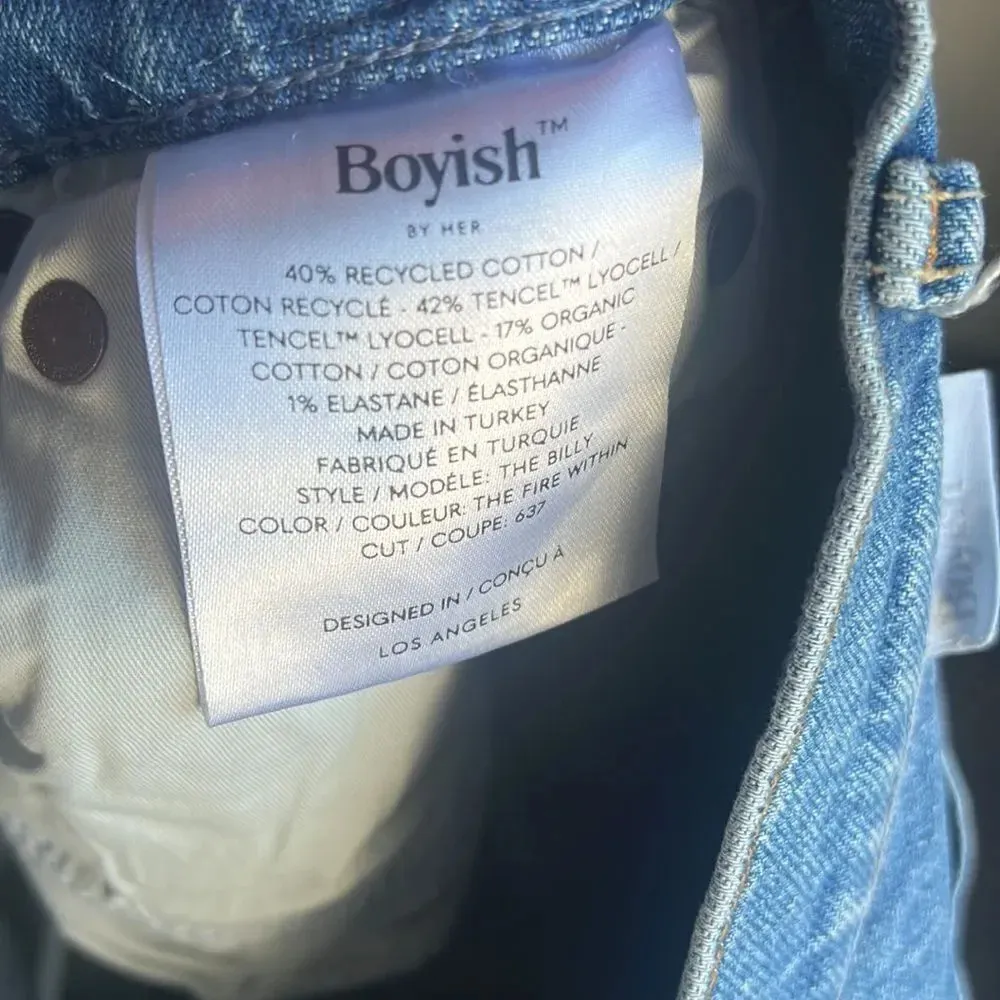 Boyish™
BY HER
40% RECYCLED COTTON /
COTON RECYCLÉ - 42% TENCEL™ LYOCELL /
TENCEL™ LYOCELL - 17% ORGANIC
COTTON / COTON ORGANIQUE -
1% ELASTANE / ÉLASTHANNE
MADE IN TURKEY
FABRIQUÉ EN TURQUIE
STYLE / MODÉLE: THE BILLY
COLOR / COULEUR: THE FIRE WITHIN
CUT / COUPE: 637
DESIGNED IN / CONÇU À
LOS ANGELES